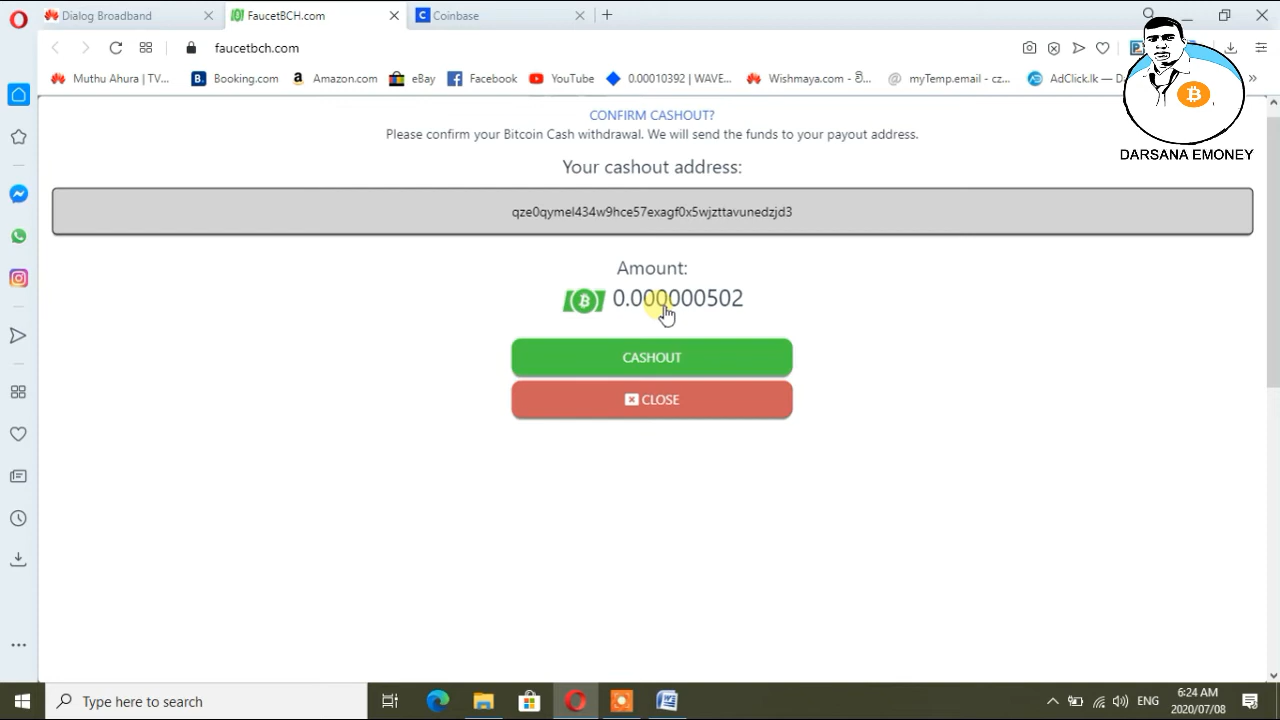 Dialog Broadband
FaucetBCH.com
Coinbase
faucetbch.com
Muthu Ahura | TV...
Booking.com
Amazon.com
eBay
Facebook
YouTube
0.00010392 | WAVE...
Wishmaya.com - වි...
myTemp.email - cz...
AdClick.lk — D
DARSANA EMONEY
CONFIRM CASHOUT?
Please confirm your Bitcoin Cash withdrawal. We will send the funds to your payout address.
Your cashout address:
qze0qymel434w9hce57exagf0x5wjzttavunedzjd3
Amount:
0.000000502
CASHOUT
CLOSE
Type here to search
ENG
6:24 AM
2020/07/08